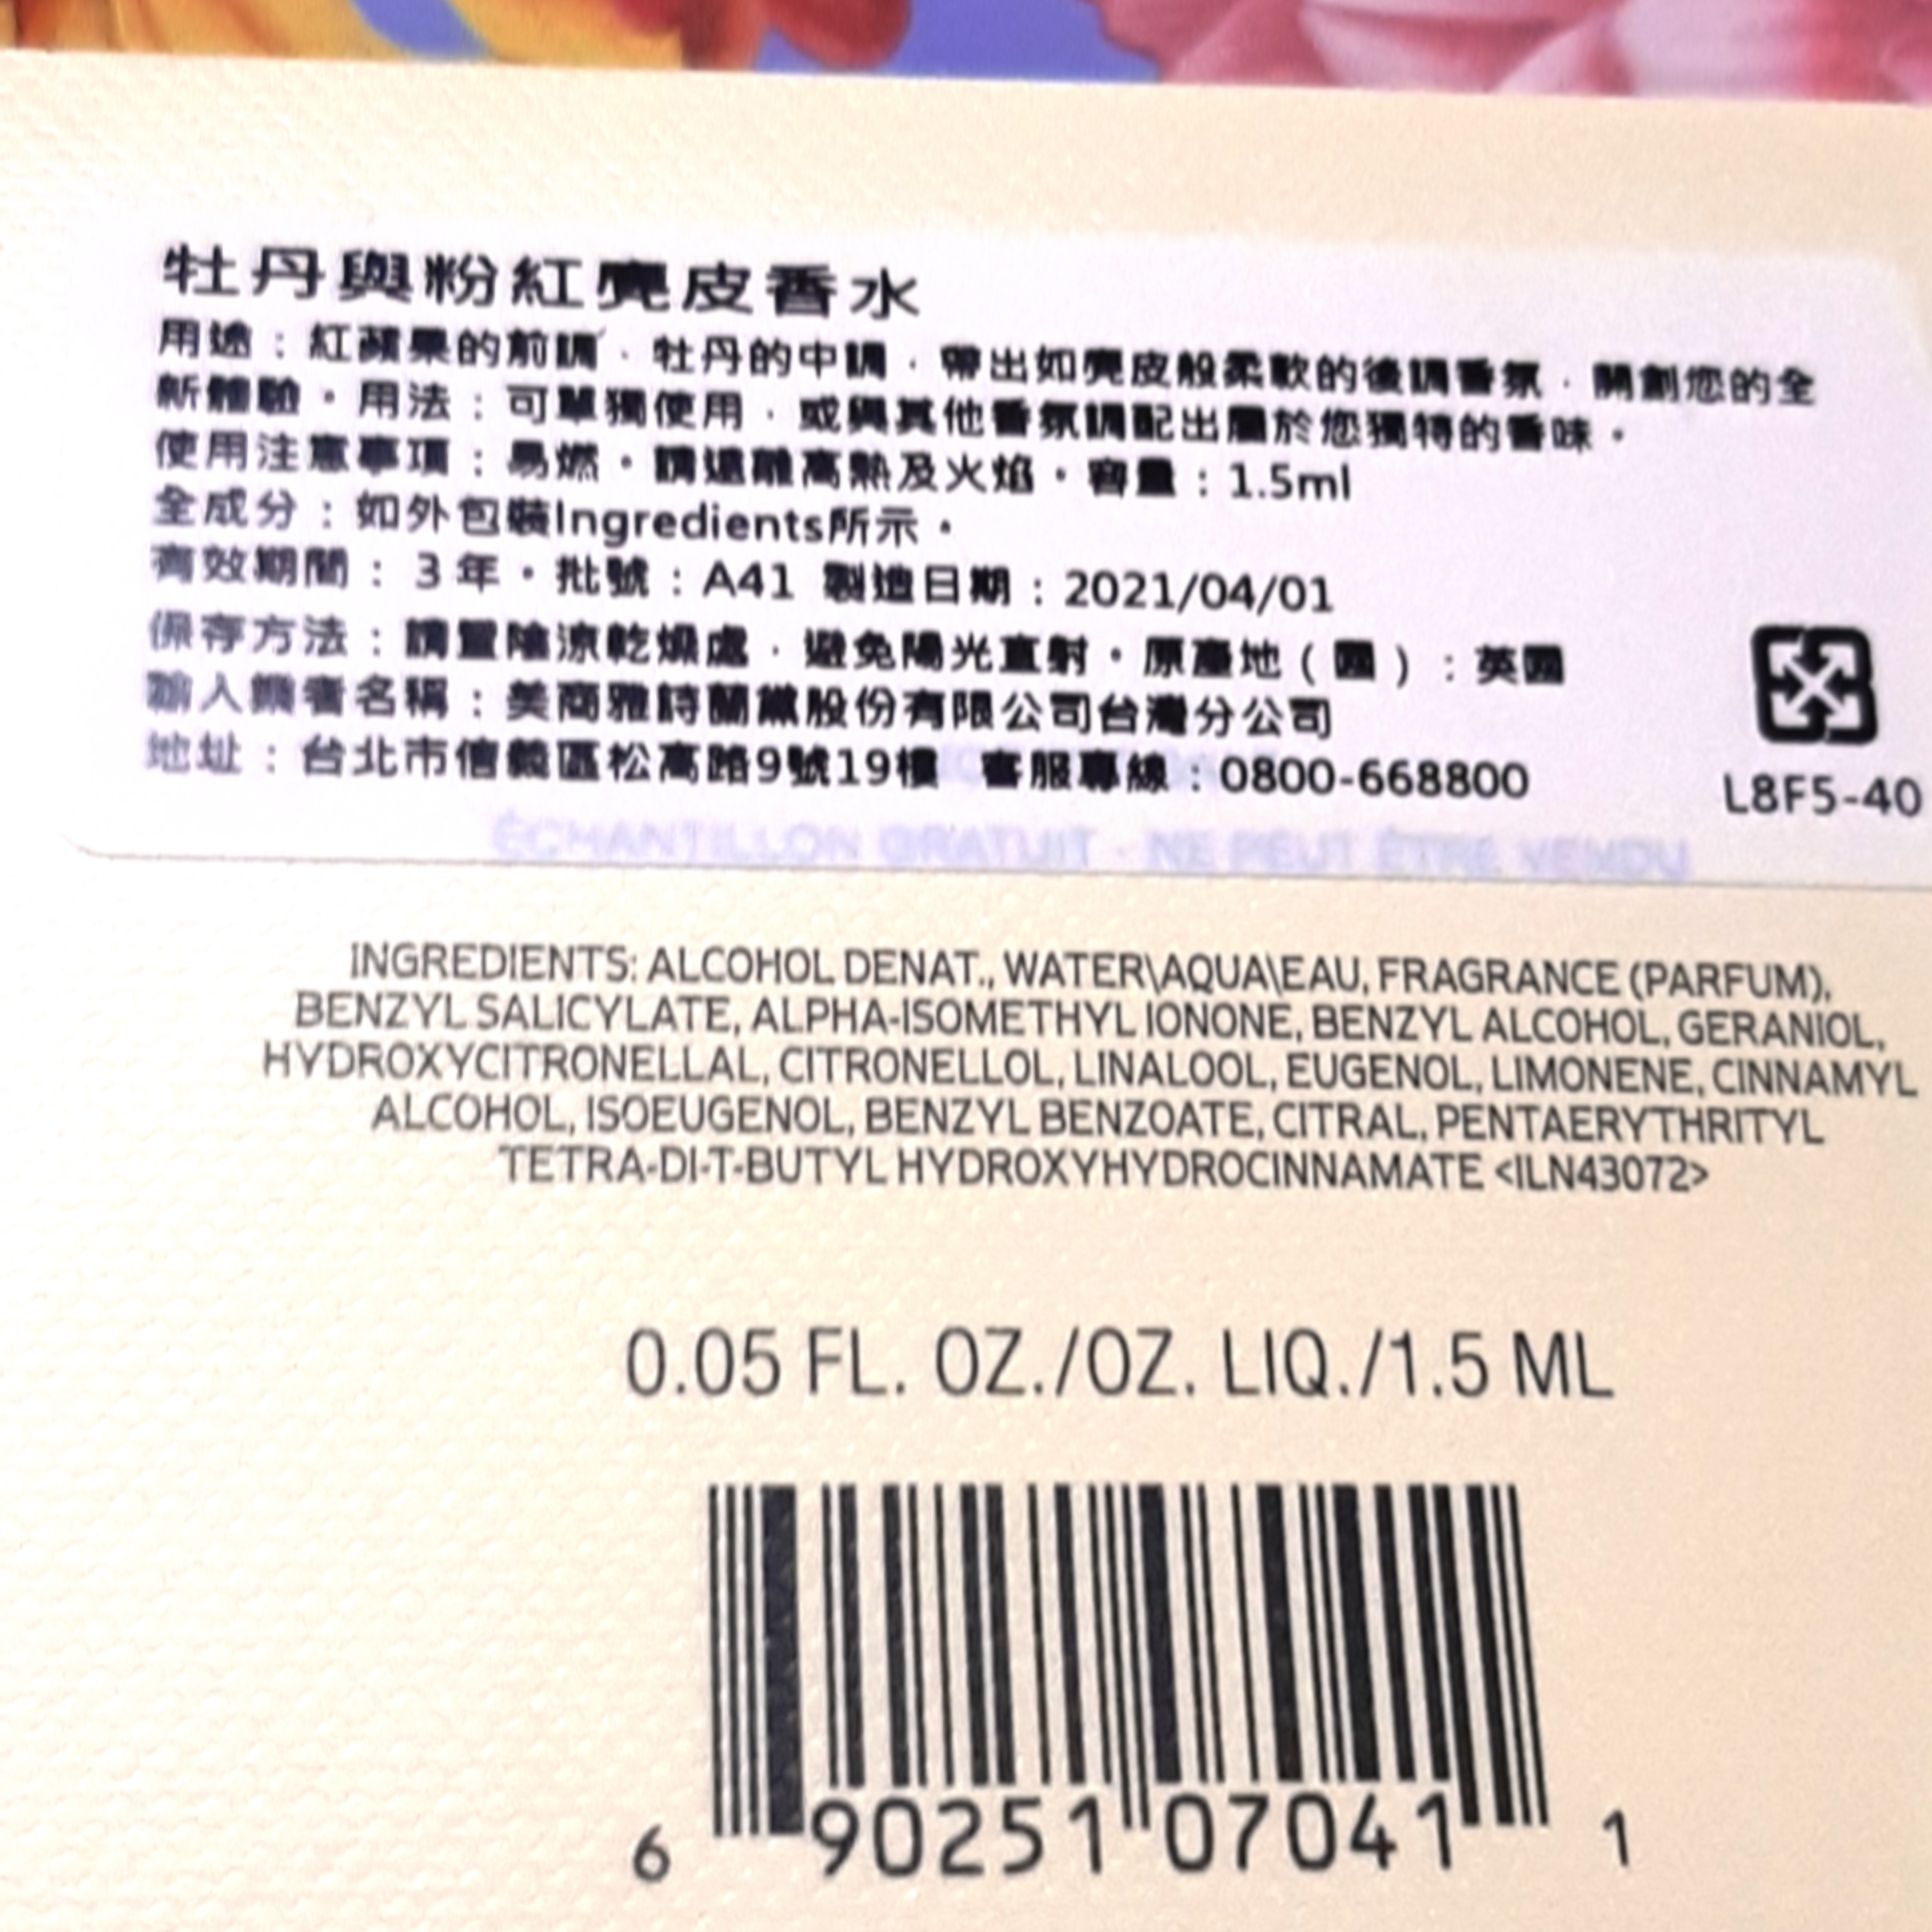 牡丹與粉紅麂皮香水
用途：紅蘋果的前調，牡丹的中調，帶出如麂皮般柔軟的後調香氛，開創您的全
新體驗。用法：可單獨使用，或與其他香氛調配出屬於您獨特的香味。
使用注意事項：易燃。請遠離高熱及火焰。容量：1.5ml
全成分：如外包裝Ingredients所示。
有效期間：3年。批號：A41 製造日期：2021/04/01
保存方法：請置陰涼乾燥處，避免陽光直射。原產地（國）：英國
輸入業者名稱：美商雅詩蘭黛股份有限公司台灣分公司
地址：台北市信義區松高路9號19樓 客服專線：0800-668800
L8F5-40
ÉCHANTILLON GRATUIT · NE PEUT ÊTRE VENDU
INGREDIENTS: ALCOHOL DENAT., WATER\AQUA\EAU, FRAGRANCE (PARFUM),
BENZYL SALICYLATE, ALPHA-ISOMETHYL IONONE, BENZYL ALCOHOL, GERANIOL,
HYDROXYCITRONELLAL, CITRONELLOL, LINALOOL, EUGENOL, LIMONENE, CINNAMYL
ALCOHOL, ISOEUGENOL, BENZYL BENZOATE, CITRAL, PENTAERYTHRITYL
TETRA-DI-T-BUTYL HYDROXYHYDROCINNAMATE <ILN43072>
0.05 FL. OZ./OZ. LIQ./1.5 ML
6 90251 07041 1